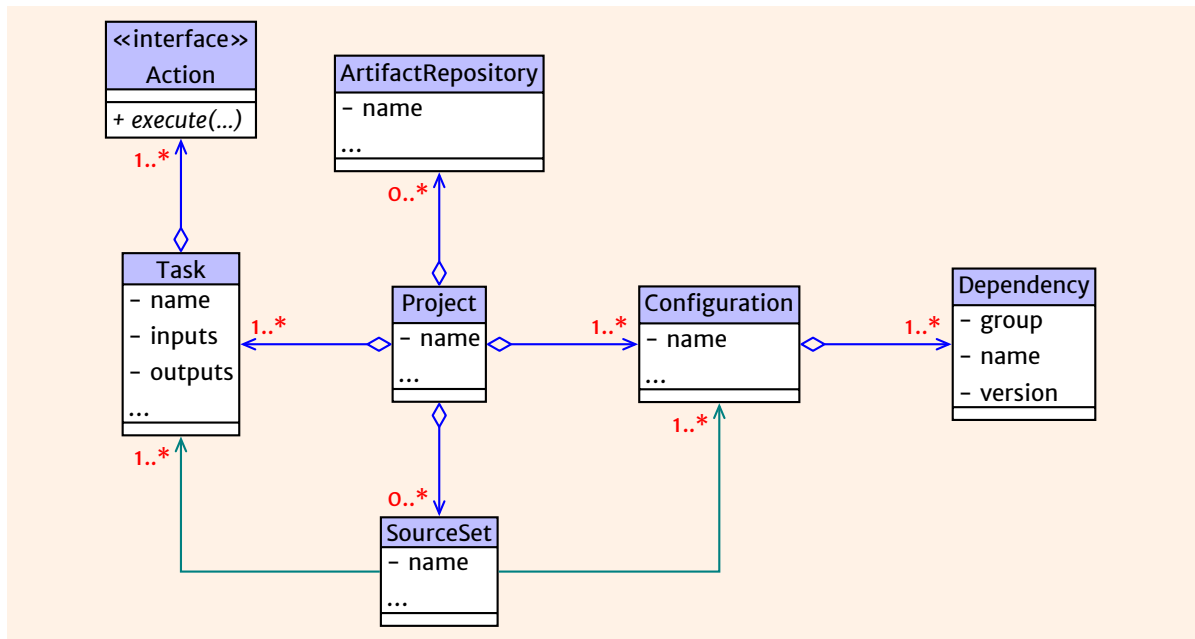 «interface»
Action
+ execute(...)
1..*
ArtifactRepository
- name
...
0..*
Task
- name
- inputs
- outputs
...
1..*
Project
- name
...
1..*
Configuration
- name
...
1..*
Dependency
- group
- name
- version
1..*
1..*
0..*
SourceSet
- name
...